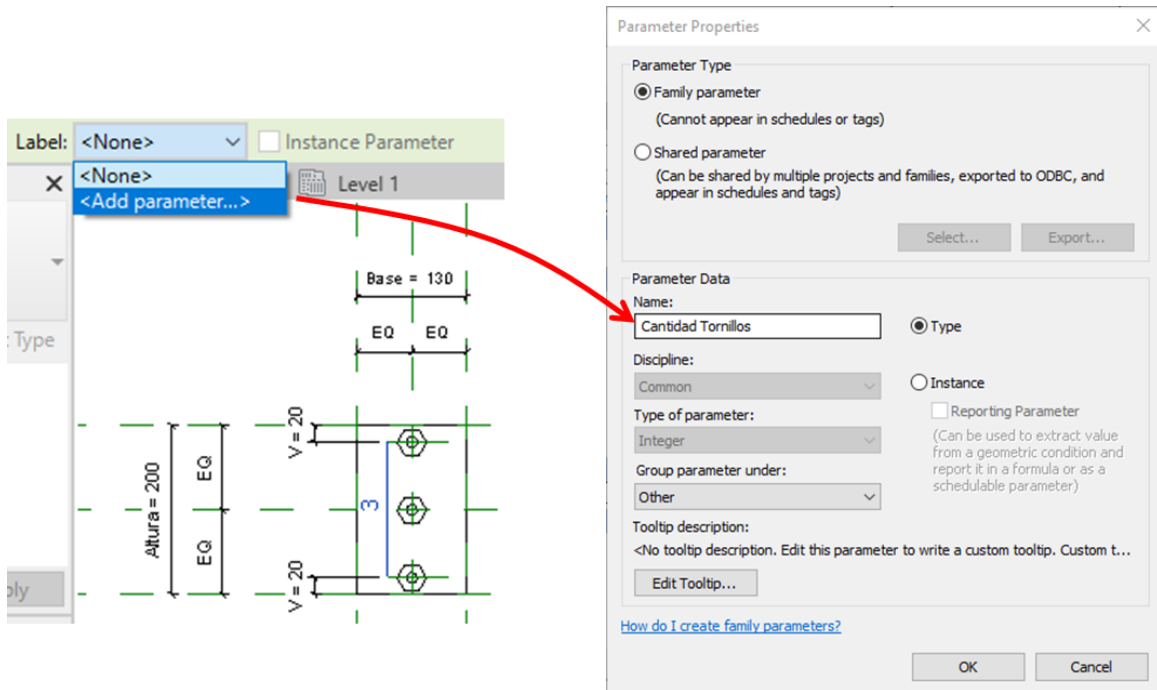 Label: <None>
Instance Parameter
<None>
<Add parameter...>
Level 1
Type
Base = 130
EQ EQ
V = 20
Altura = 200
EQ
3
EQ
V = 20
Parameter Properties
Parameter Type
Family parameter
(Cannot appear in schedules or tags)
Shared parameter
(Can be shared by multiple projects and families, exported to ODBC, and
appear in schedules and tags)
Select...
Export...
Parameter Data
Name:
Cantidad Tornillos
Type
Discipline:
Common
Instance
Type of parameter:
Reporting Parameter
Integer
(Can be used to extract value
from a geometric condition and
report it in a formula or as a
schedulable parameter)
Group parameter under:
Other
Tooltip description:
<No tooltip description. Edit this parameter to write a custom tooltip. Custom t...
Edit Tooltip...
How do I create family parameters?
OK
Cancel